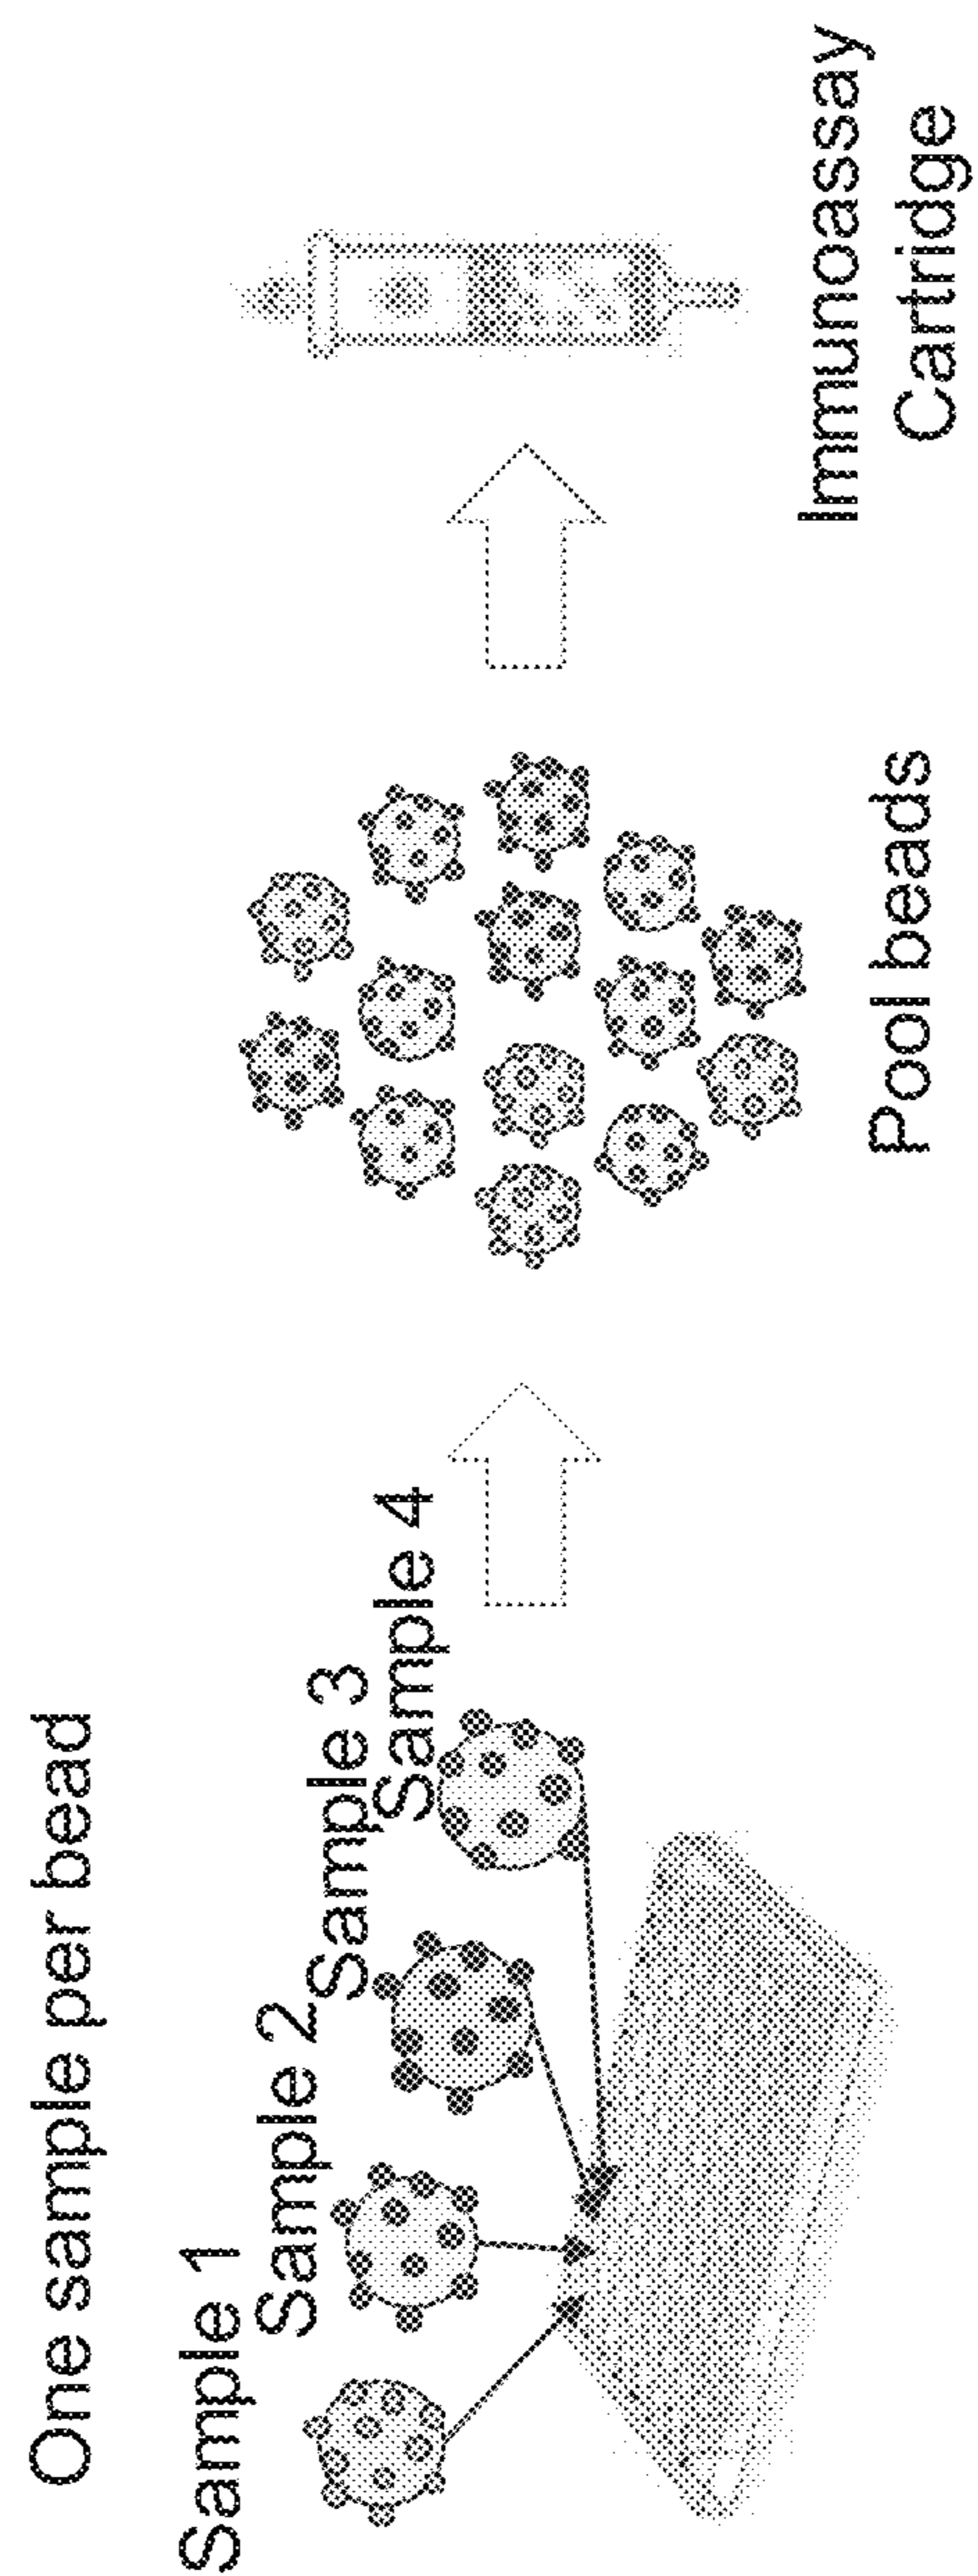 One sample per bead
Sample 1
Sample 2
Sample 3
Sample 4
Pool beads
Immunoassay
Cartridge